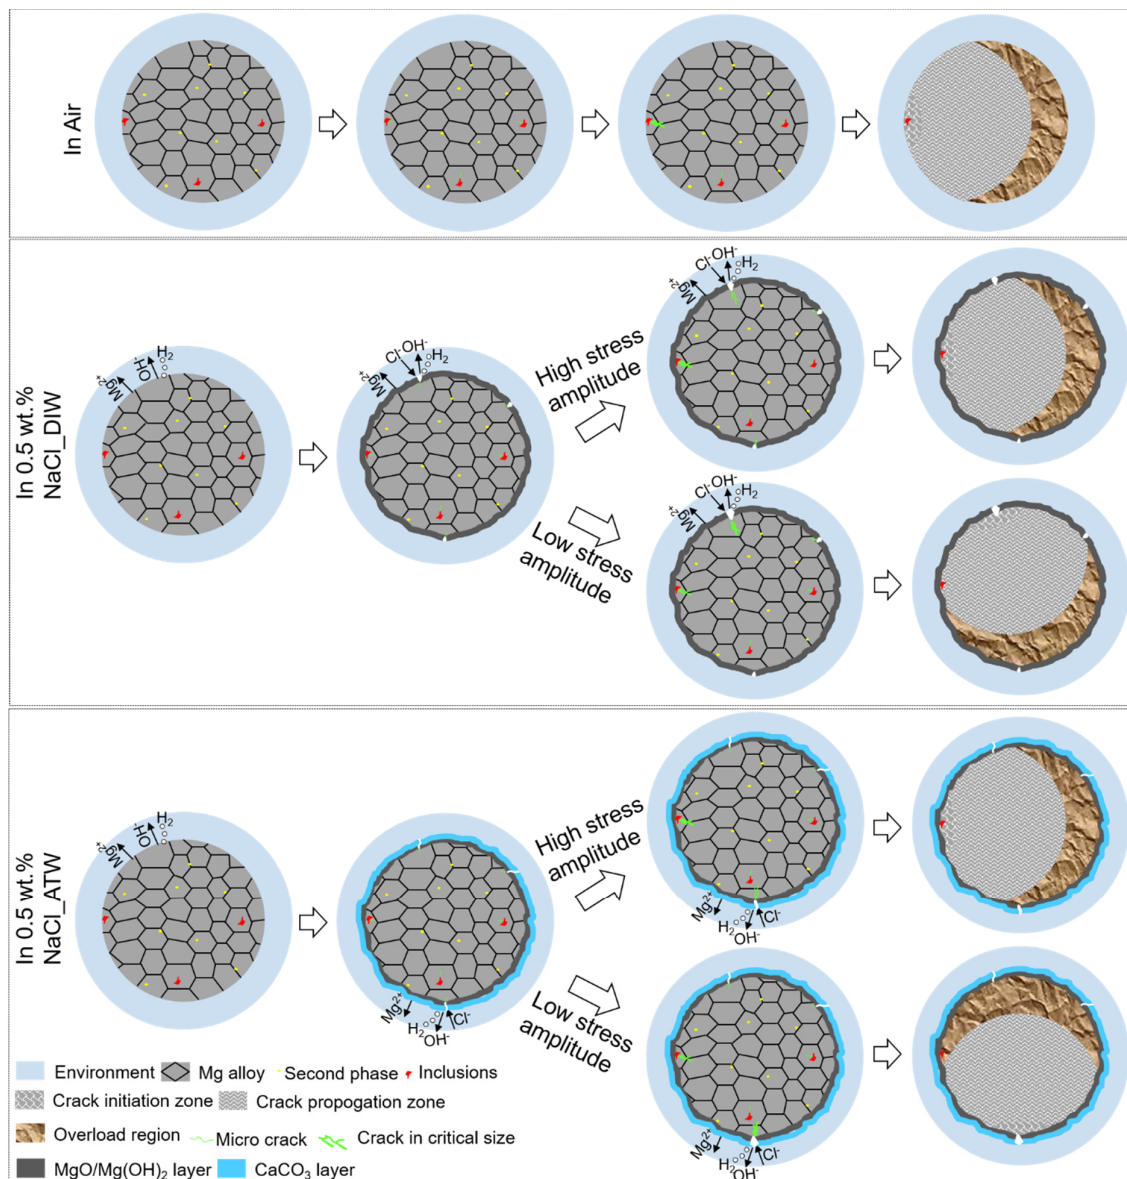 In Air
In 0.5 wt.%
NaCl_DIW
Mg²⁺
OH⁻
H₂
Mg²⁺
Cl⁻
OH⁻
H₂
High stress
amplitude
Low stress
amplitude
Mg²⁺
Cl⁻
OH⁻
H₂
Mg²⁺
Cl⁻
OH⁻
H₂
In 0.5 wt.%
NaCl_ATW
Mg²⁺
OH⁻
H₂
Mg²⁺
H₂
OH⁻
Cl⁻
High stress
amplitude
Low stress
amplitude
Mg²⁺
H₂
OH⁻
Cl⁻
Mg²⁺
H₂
OH⁻
Cl⁻
Environment Mg alloy Second phase Inclusions
Crack initiation zone Crack propogation zone
Overload region Micro crack Crack in critical size
MgO/Mg(OH)₂ layer CaCO₃ layer